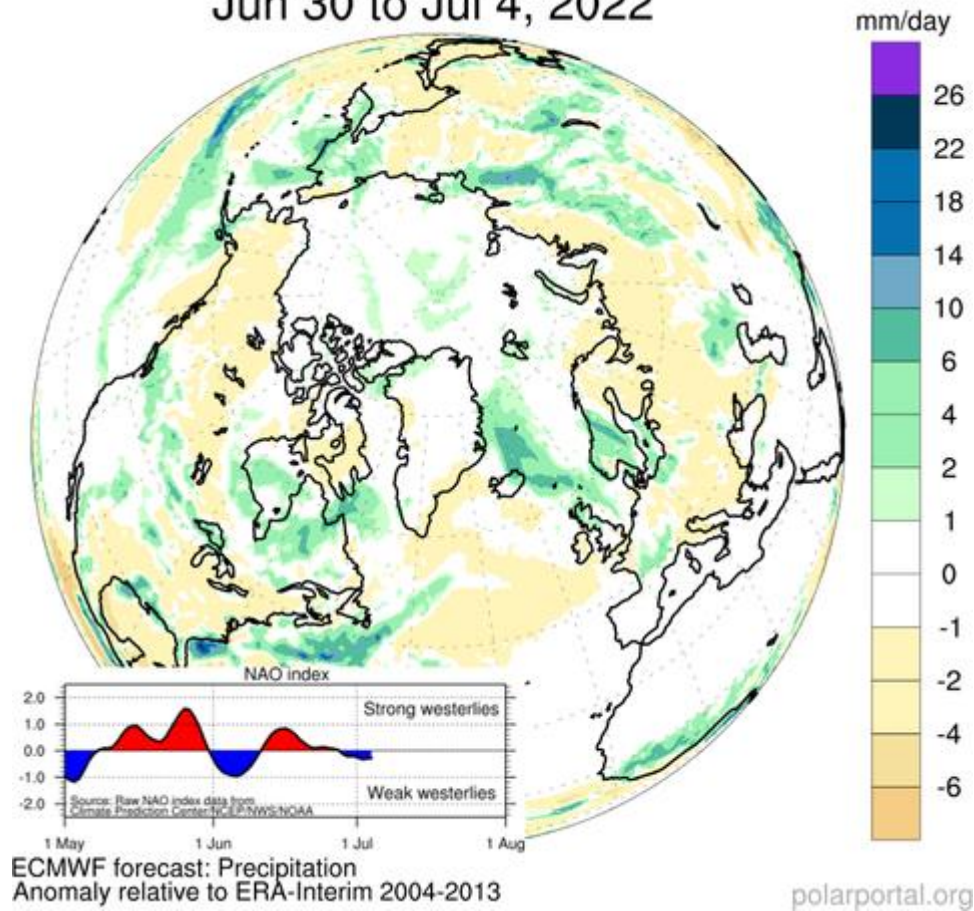 Jun 30 to Jul 4, 2022
mm/day
26
22
18
14
10
6
4
2
1
0
-1
-2
-4
-6
NAO index
2.0
1.0
0.0
-1.0
-2.0
Strong westerlies
Weak westerlies
Source: Raw NAO index data from
Climate Prediction Center/NCEP/NWS/NOAA
1 May
1 Jun
1 Jul
1 Aug
ECMWF forecast: Precipitation
Anomaly relative to ERA-Interim 2004-2013
polarportal.org